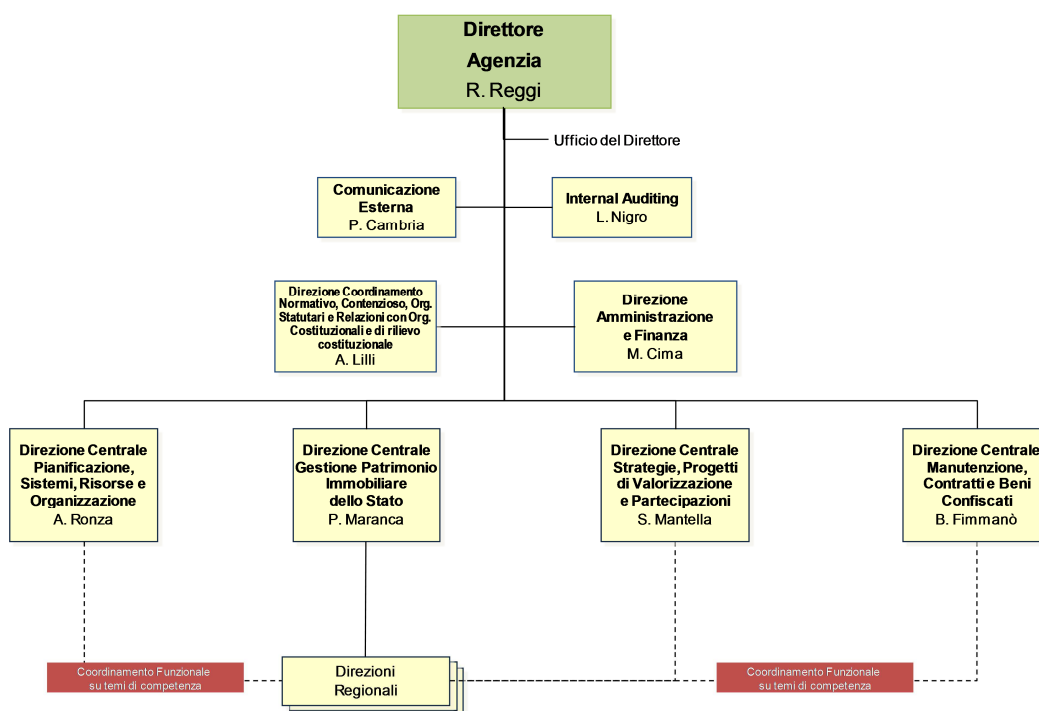 Direttore
Agenzia
R. Reggi
Ufficio del Direttore
Comunicazione
Esterna
P. Cambria
Internal Auditing
L. Nigro
Direzione Coordinamento
Normativo, Contenzioso, Org.
Statutari e Relazioni con Org.
Costituzionali e di rilievo
costituzionale
A. Lilli
Direzione
Amministrazione
e Finanza
M. Cima
Direzione Centrale
Pianificazione,
Sistemi, Risorse e
Organizzazione
A. Ronza
Direzione Centrale
Gestione Patrimonio
Immobiliare
dello Stato
P. Maranca
Direzione Centrale
Strategie, Progetti
di Valorizzazione
e Partecipazioni
S. Mantella
Direzione Centrale
Manutenzione,
Contratti e Beni
Confiscati
B. Fimmanò
Coordinamento Funzionale
su temi di competenza
Direzioni
Regionali
Coordinamento Funzionale
su temi di competenza